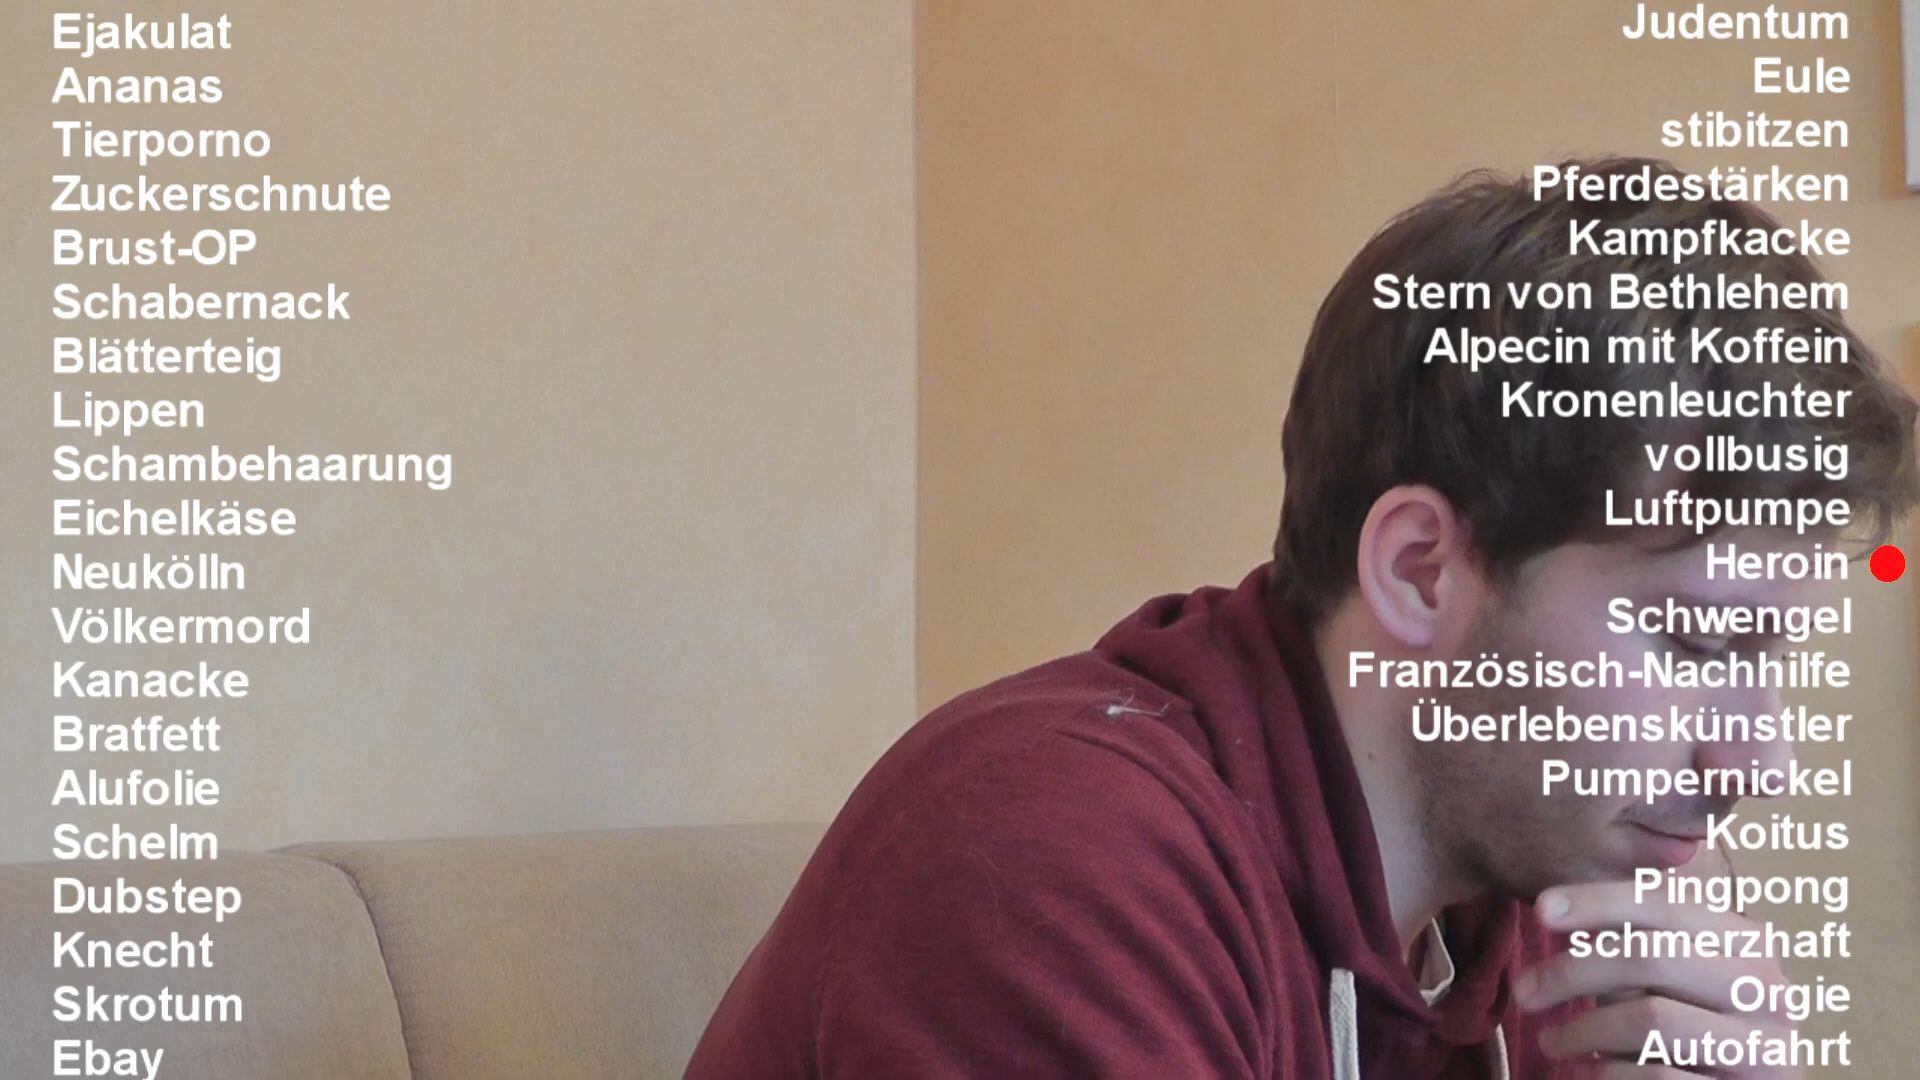 Ejakulat
Ananas
Tierporno
Zuckerschnute
Brust-OP
Schabernack
Blätterteig
Lippen
Schambehaarung
Eichelkäse
Neukölln
Völkermord
Kanacke
Bratfett
Alufolie
Schelm
Dubstep
Knecht
Skrotum
Ebay
Judentum
Eule
stibitzen
Pferdestärken
Kampfkacke
Stern von Bethlehem
Alpecin mit Koffein
Kronenleuchter
vollbusig
Luftpumpe
Heroin
Schwengel
Französisch-Nachhilfe
Überlebenskünstler
Pumpernickel
Koitus
Pingpong
schmerzhaft
Orgie
Autofahrt